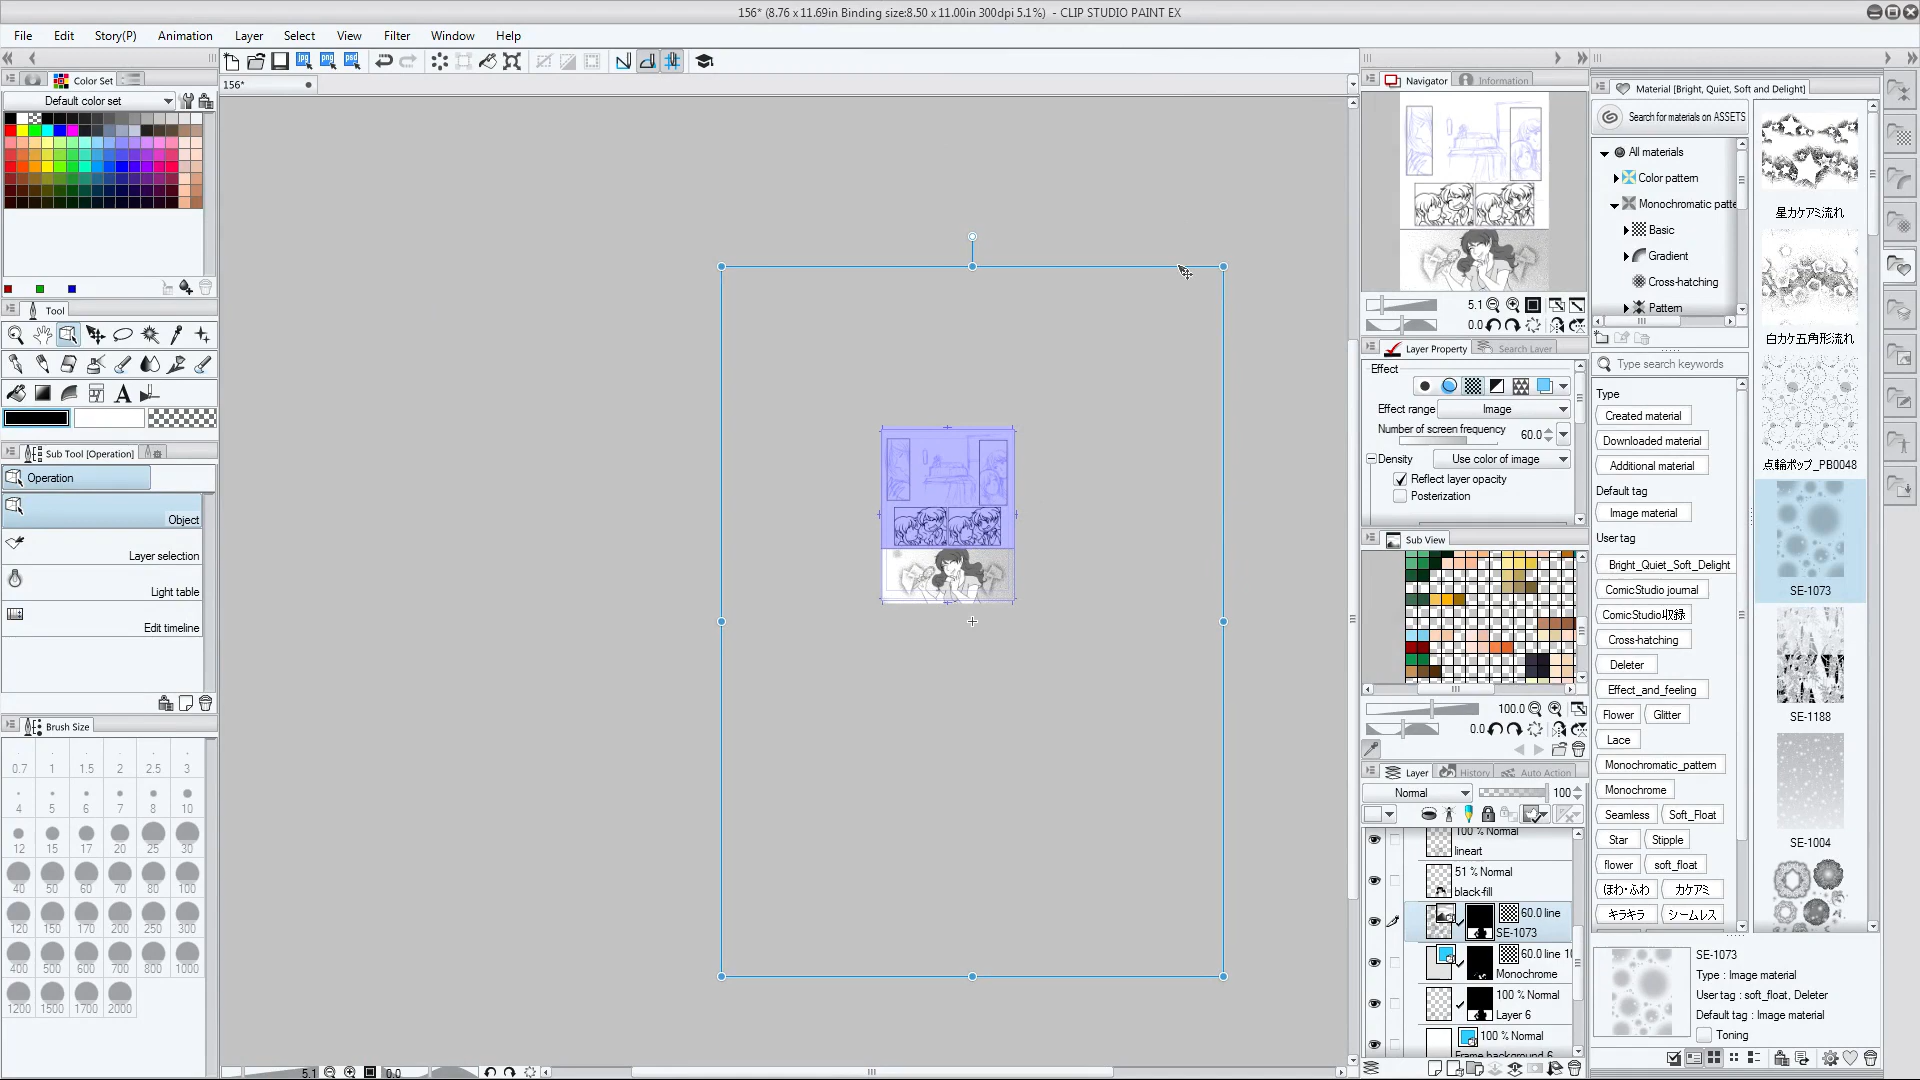 156* (8.76 x 11.69in Binding size:8.50 x 11.00in 300dpi 5.1%) - CLIP STUDIO PAINT EX
File Edit Story(P) Animation Layer Select View Filter Window Help
156*
Color Set
Default color set
Tool
Sub Tool [Operation]
Operation
Object
Layer selection
Light table
Edit timeline
Brush Size
0.7 1 1.5 2 2.5 3
4 5 6 7 8 10
12 15 17 20 25 30
40 50 60 70 80 100
120 150 170 200 250 300
400 500 600 700 800 1000
1200 1500 1700 2000
5.1 0.0
Navigator Information
5.1
0.0
Layer Property Search Layer
Effect
Effect range Image
Number of screen frequency
60.0
Density Use color of image
Reflect layer opacity
Posterization
Sub View
100.0
0.0
Layer History Auto Action
Normal 100
100 % Normal
lineart
51 % Normal
black-fill
60.0 line
SE-1073
60.0 line 10
Monochrome
100 % Normal
Layer 6
100 % Normal
Frame background 6
Material [Bright, Quiet, Soft and Delight]
Search for materials on ASSETS
All materials
Color pattern
Monochromatic patte
Basic
Gradient
Cross-hatching
Pattern
Type search keywords
Type
Created material
Downloaded material
Additional material
Default tag
Image material
User tag
Bright_Quiet_Soft_Delight
ComicStudio journal
ComicStudio収録
Cross-hatching
Deleter
Effect_and_feeling
Flower Glitter
Lace
Monochromatic_pattern
Monochrome
Seamless Soft_Float
Star Stipple
flower soft_float
ほわ・ふわ カケアミ
キラキラ シームレス
星カケアミ流れ
白カケ五角形流れ
点輪ポップ_PB0048
SE-1073
SE-1188
SE-1004
SE-1073
Type : Image material
User tag : soft_float, Deleter
Default tag : Image material
Toning